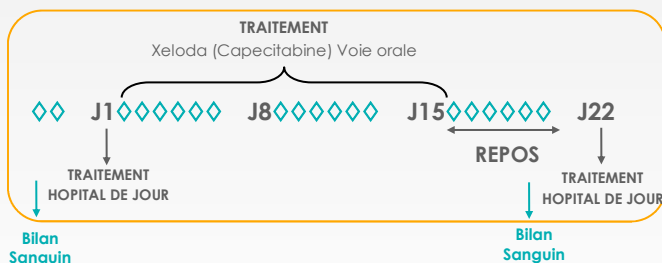 TRAITEMENT
Xeloda (Capecitabine) Voie orale
J1 J8 J15 J22
REPOS
TRAITEMENT
HOPITAL DE JOUR
TRAITEMENT
HOPITAL DE JOUR
Bilan
Sanguin
Bilan
Sanguin